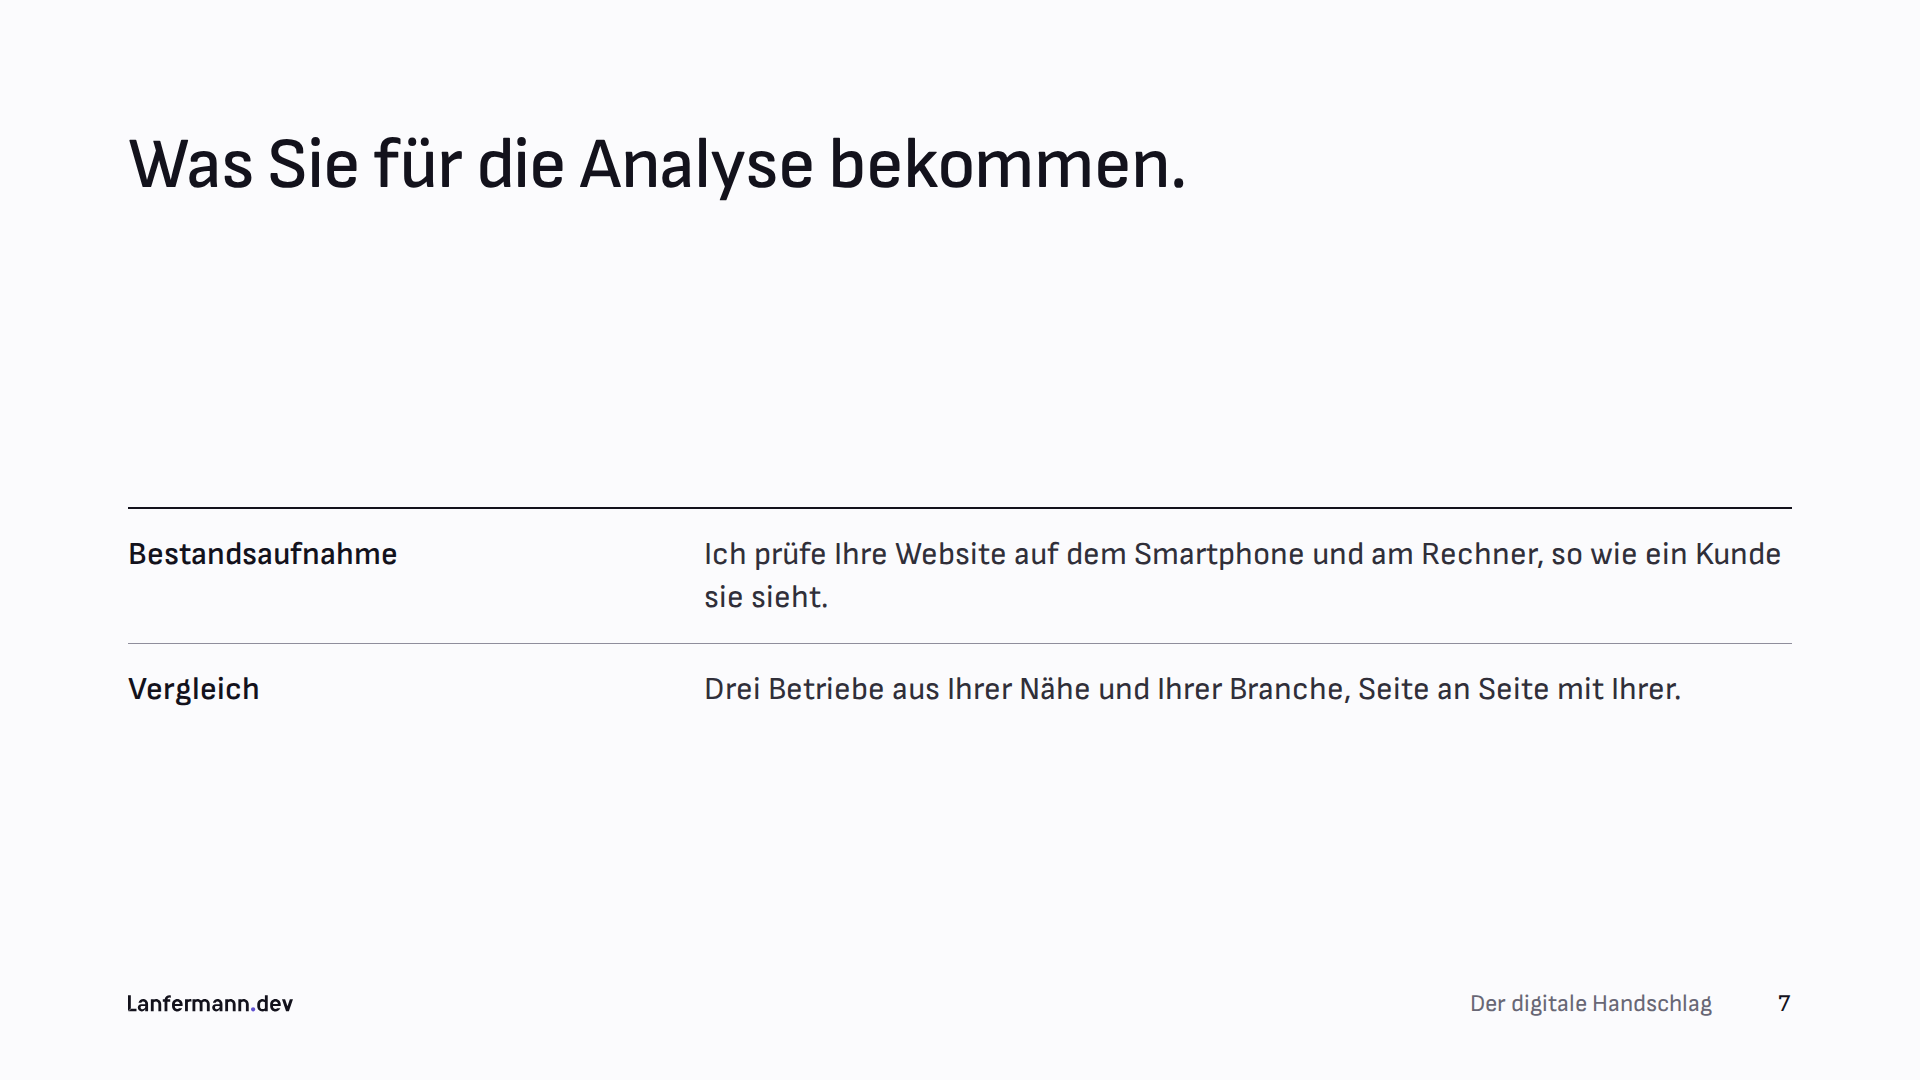 Was Sie für die Analyse bekommen.
Bestandsaufnahme
Ich prüfe Ihre Website auf dem Smartphone und am Rechner, so wie ein Kunde
sie sieht.
Vergleich
Drei Betriebe aus Ihrer Nähe und Ihrer Branche, Seite an Seite mit Ihrer.
Lanfermann.dev
Der digitale Handschlag
7